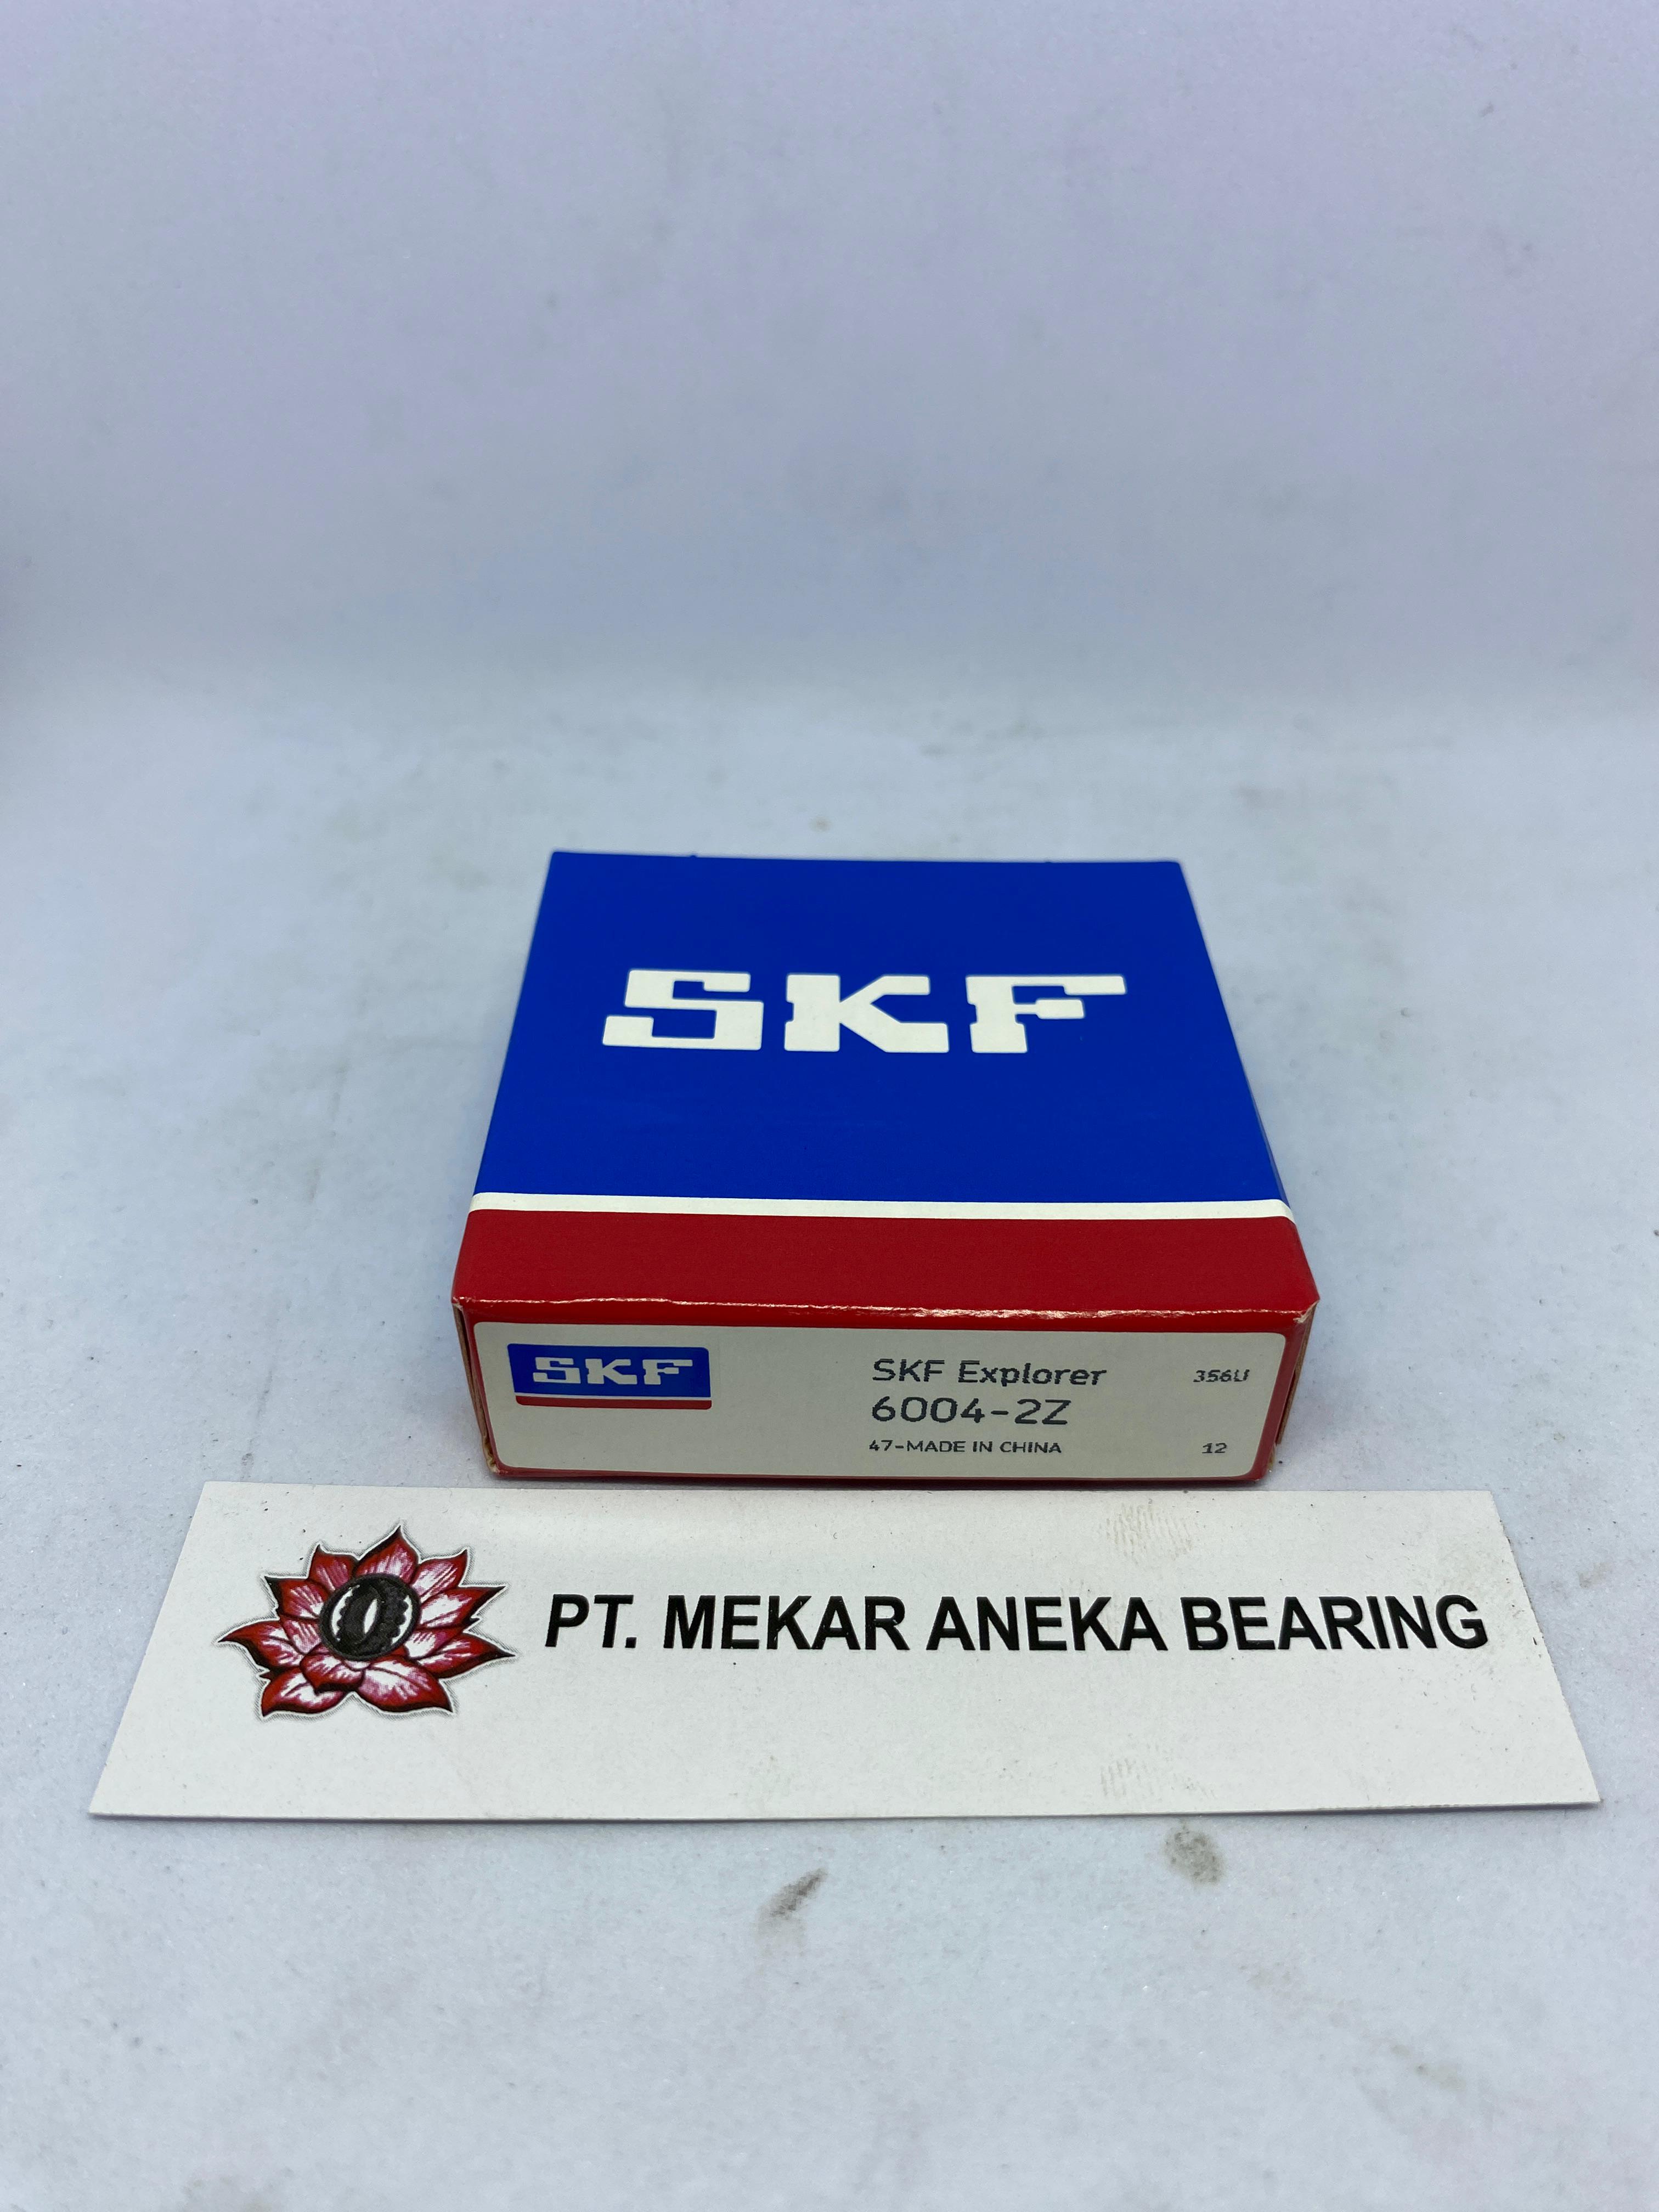 SKF
SKF
SKF Explorer
356U
6004-2Z
47-MADE IN CHINA
12
PT. MEKAR ANEKA BEARING